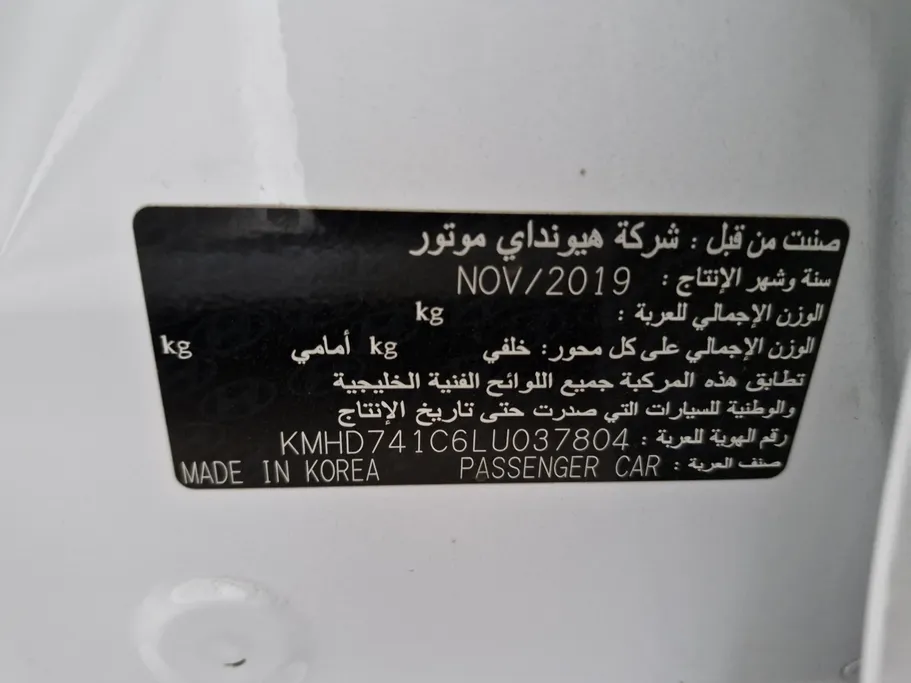 صنعت من قبل : شركة هيونداي موتور
سنة وشهر الإنتاج : NOV/2019
الوزن الإجمالي للعربة : kg
الوزن الإجمالي على كل محور: خلفي kg أمامي kg
تطابق هذه المركبة جميع اللوائح الفنية الخليجية
والوطنية للسيارات التي صدرت حتى تاريخ الإنتاج
رقم الهوية للعربة : KMHD741C6LU037804
صنف العربة : PASSENGER CAR MADE IN KOREA